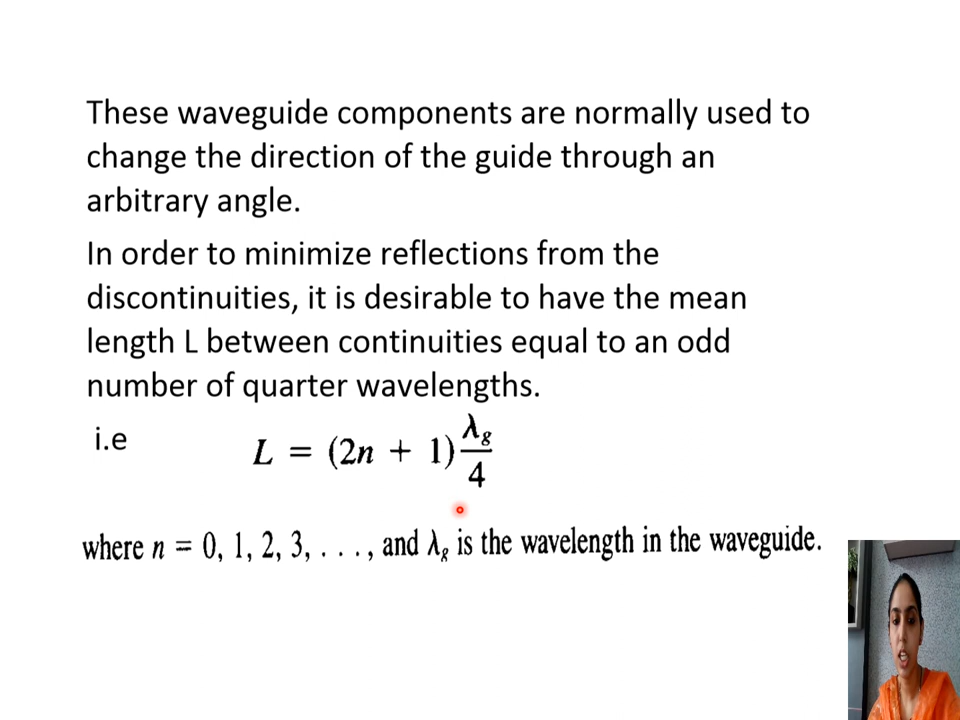 These waveguide components are normally used to
change the direction of the guide through an
arbitrary angle.
In order to minimize reflections from the
discontinuities, it is desirable to have the mean
length L between continuities equal to an odd
number of quarter wavelengths.
i.e L = (2n + 1) λg/4
where n = 0, 1, 2, 3, . . . , and λg is the wavelength in the waveguide.